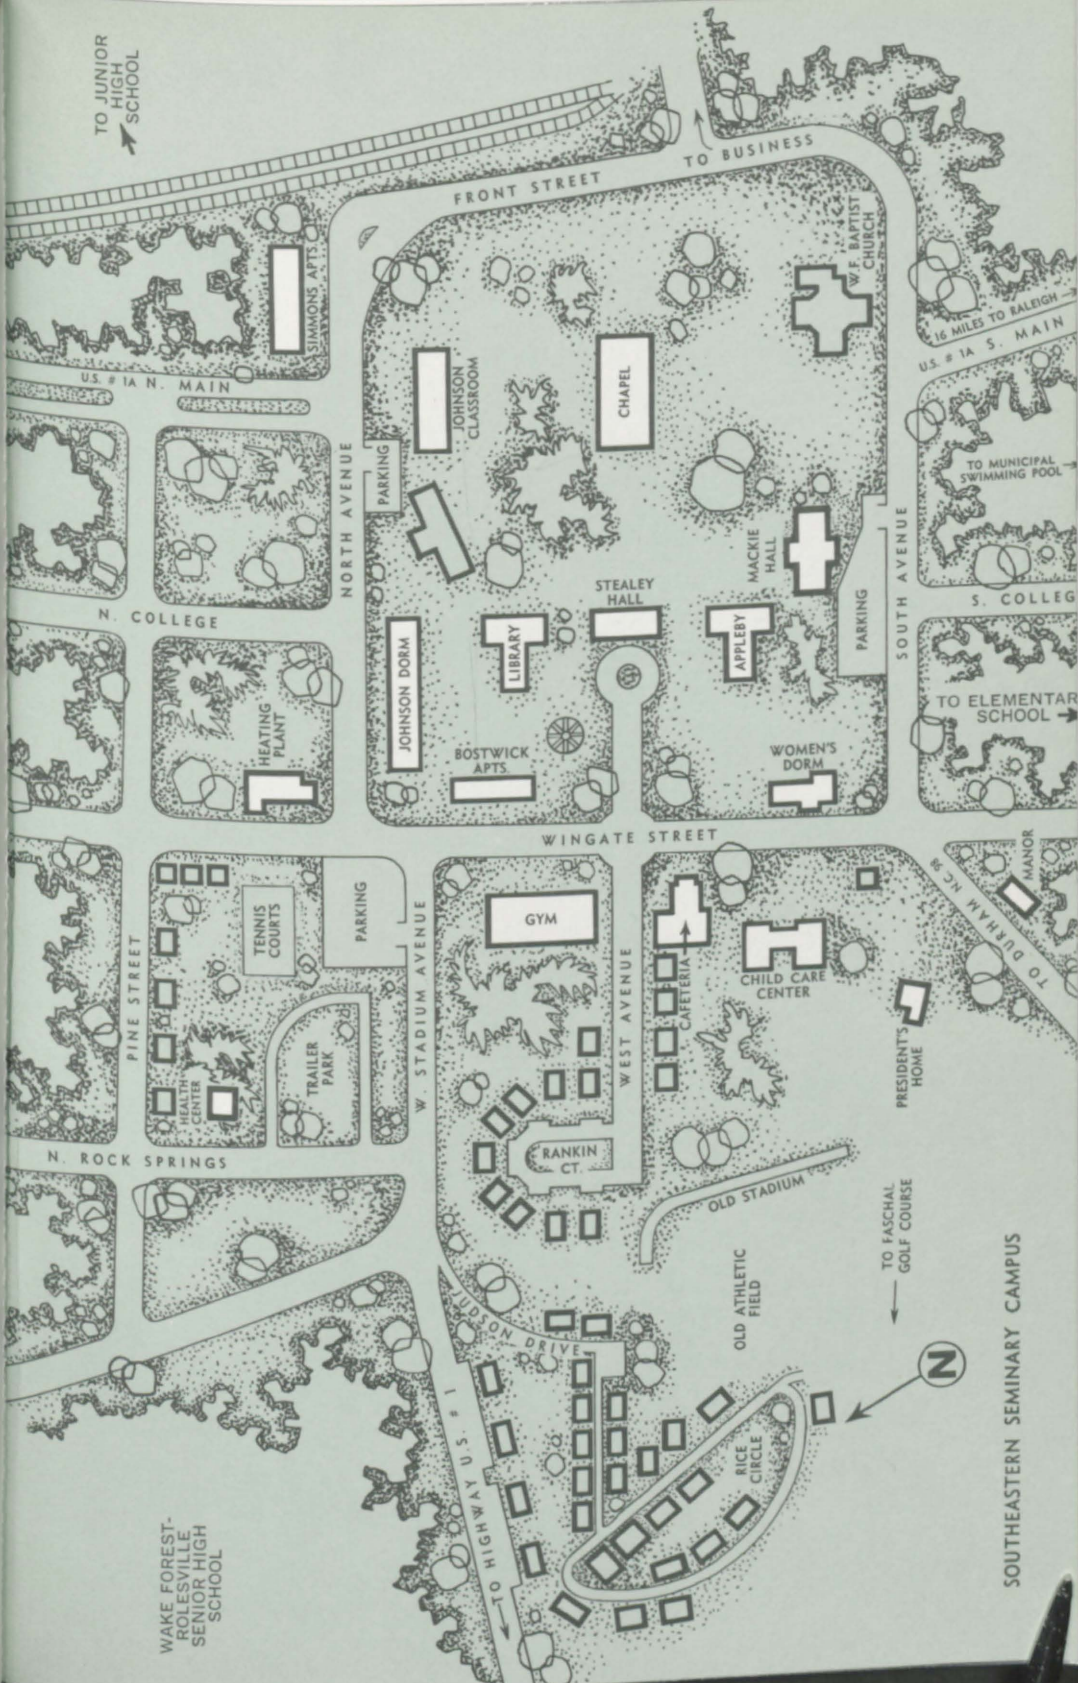 TO JUNIOR
HIGH
SCHOOL
FRONT STREET
TO BUSINESS
SIMMONS APTS.
W.F. BAPTIST
CHURCH
16 MILES TO RALEIGH
U.S. # 1A S. MAIN
U.S. # 1A N. MAIN
JOHNSON
CLASSROOM
CHAPEL
PARKING
NORTH AVENUE
TO MUNICIPAL
SWIMMING POOL
MACKIE
HALL
SOUTH AVENUE
STEALEY
HALL
N. COLLEGE
S. COLLEG
PARKING
JOHNSON DORM
LIBRARY
APPLEBY
TO ELEMENTAR
SCHOOL
HEATING
PLANT
BOSTWICK
APTS.
WOMEN'S
DORM
WINGATE STREET
MANOR
TO DURHAM N.C. 98
TENNIS
COURTS
PARKING
GYM
CAFETERIA
CHILD CARE
CENTER
PINE STREET
W. STADIUM AVENUE
WEST AVENUE
PRESIDENT'S
HOME
TRAILER
PARK
HEALTH
CENTER
N. ROCK SPRINGS
RANKIN
CT.
OLD STADIUM
TO FASCHAL
GOLF COURSE
OLD ATHLETIC
FIELD
JUDSON DRIVE
N
RICE
CIRCLE
TO HIGHWAY U.S. # 1
WAKE FOREST-
ROLESVILLE
SENIOR HIGH
SCHOOL
SOUTHEASTERN SEMINARY CAMPUS